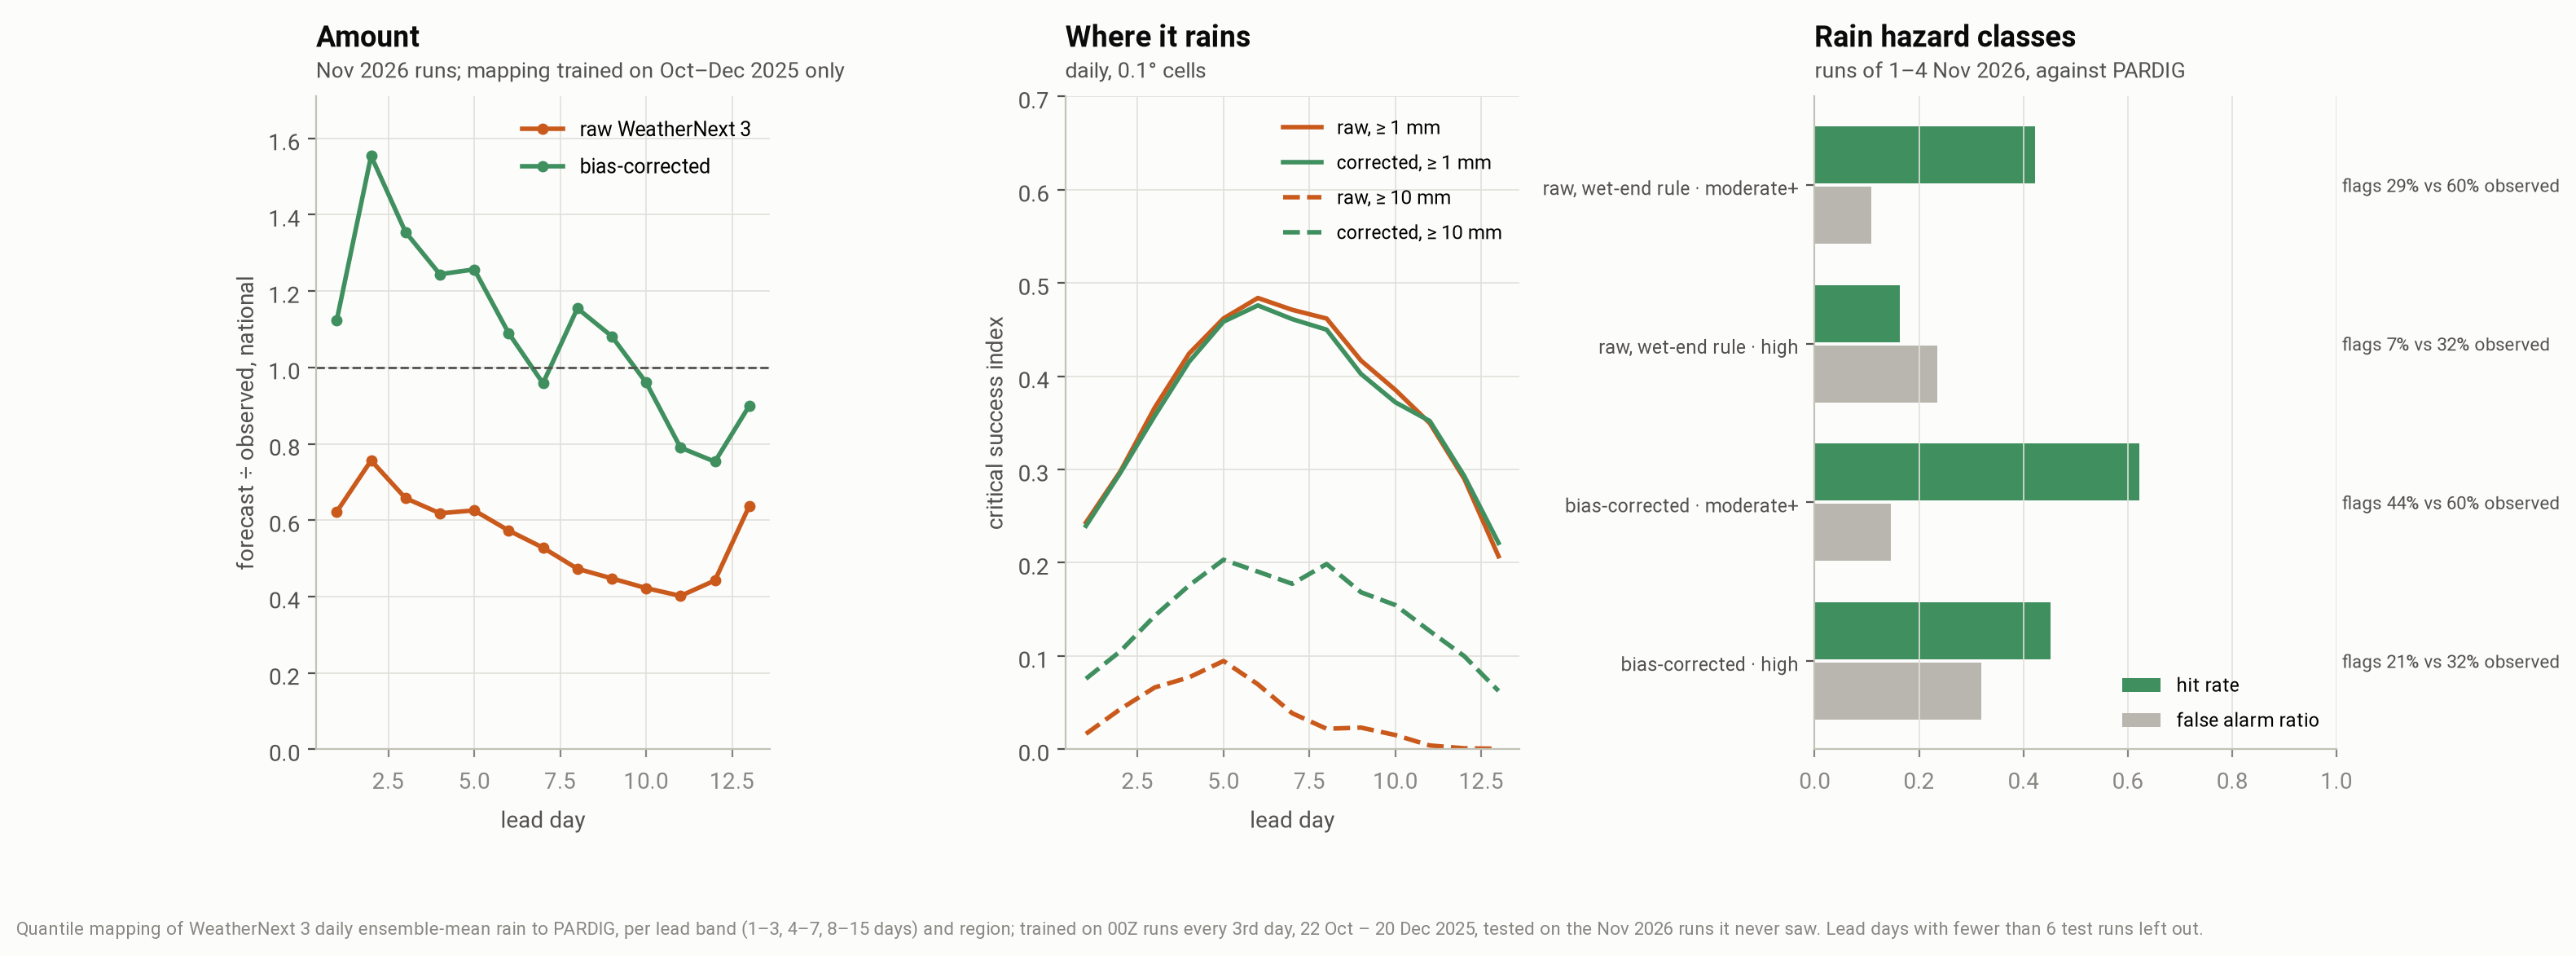 Amount
Nov 2026 runs; mapping trained on Oct–Dec 2025 only
raw WeatherNext 3
bias-corrected
1.6
1.4
1.2
1.0
0.8
0.6
0.4
0.2
0.0
forecast ÷ observed, national
2.5 5.0 7.5 10.0 12.5
lead day
Where it rains
daily, 0.1° cells
raw, ≥ 1 mm
corrected, ≥ 1 mm
raw, ≥ 10 mm
corrected, ≥ 10 mm
0.7
0.6
0.5
0.4
0.3
0.2
0.1
0.0
critical success index
2.5 5.0 7.5 10.0 12.5
lead day
Rain hazard classes
runs of 1–4 Nov 2026, against PARDIG
raw, wet-end rule · moderate+
flags 29% vs 60% observed
raw, wet-end rule · high
flags 7% vs 32% observed
bias-corrected · moderate+
flags 44% vs 60% observed
bias-corrected · high
flags 21% vs 32% observed
hit rate
false alarm ratio
0.0 0.2 0.4 0.6 0.8 1.0
Quantile mapping of WeatherNext 3 daily ensemble-mean rain to PARDIG, per lead band (1–3, 4–7, 8–15 days) and region; trained on 00Z runs every 3rd day, 22 Oct – 20 Dec 2025, tested on the Nov 2026 runs it never saw. Lead days with fewer than 6 test runs left out.